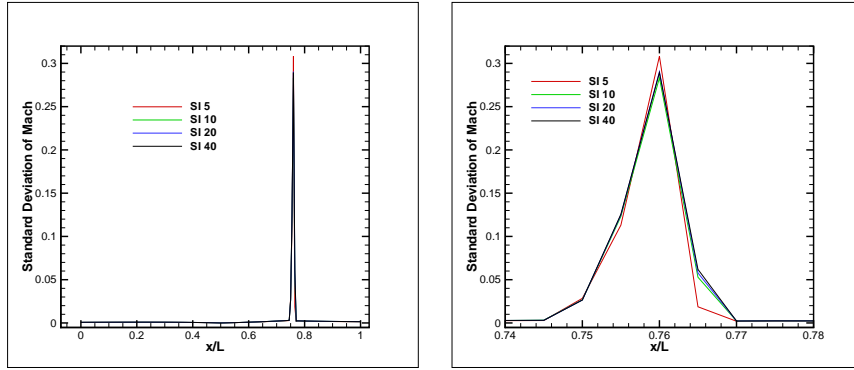 Standard Deviation of Mach
0.3
0.25
0.2
0.15
0.1
0.05
0
SI 5
SI 10
SI 20
SI 40
0 0.2 0.4 0.6 0.8 1
x/L
Standard Deviation of Mach
0.3
0.25
0.2
0.15
0.1
0.05
0
SI 5
SI 10
SI 20
SI 40
0.74 0.75 0.76 0.77 0.78
x/L